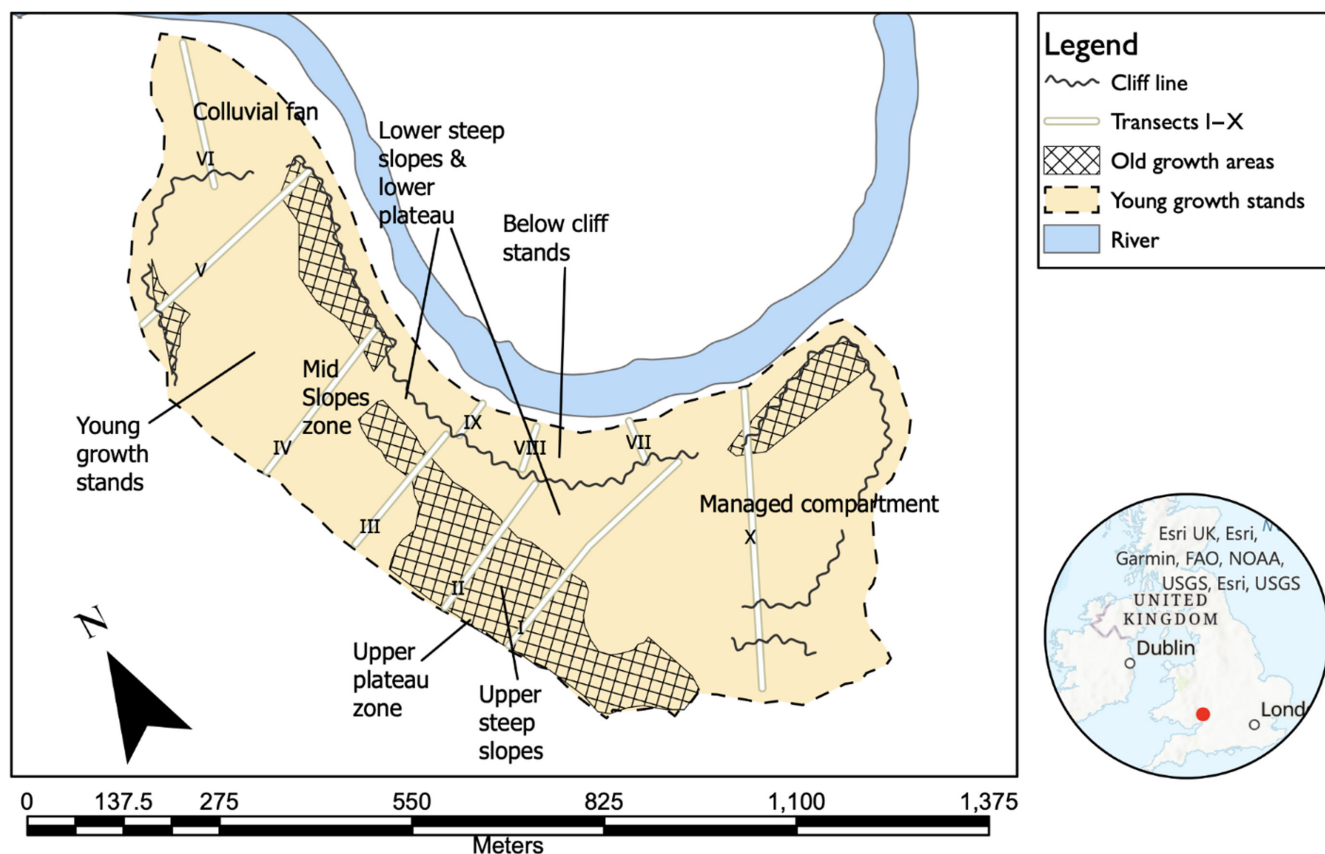 Colluvial fan
VI
Lower steep
slopes &
lower
plateau
Below cliff
stands
V
Mid
Slopes
zone
Young
growth
stands
IV
IX
VIII
VII
III
Managed compartment
X
II
I
N
Upper
plateau
zone
Upper
steep
slopes
Legend
Cliff line
Transects I–X
Old growth areas
Young growth stands
River
Esri UK, Esri,
Garmin, FAO, NOAA,
USGS, Esri, USGS
N
UNITED
KINGDOM
Dublin
Lond
0 137.5 275 550 825 1,100 1,375
Meters